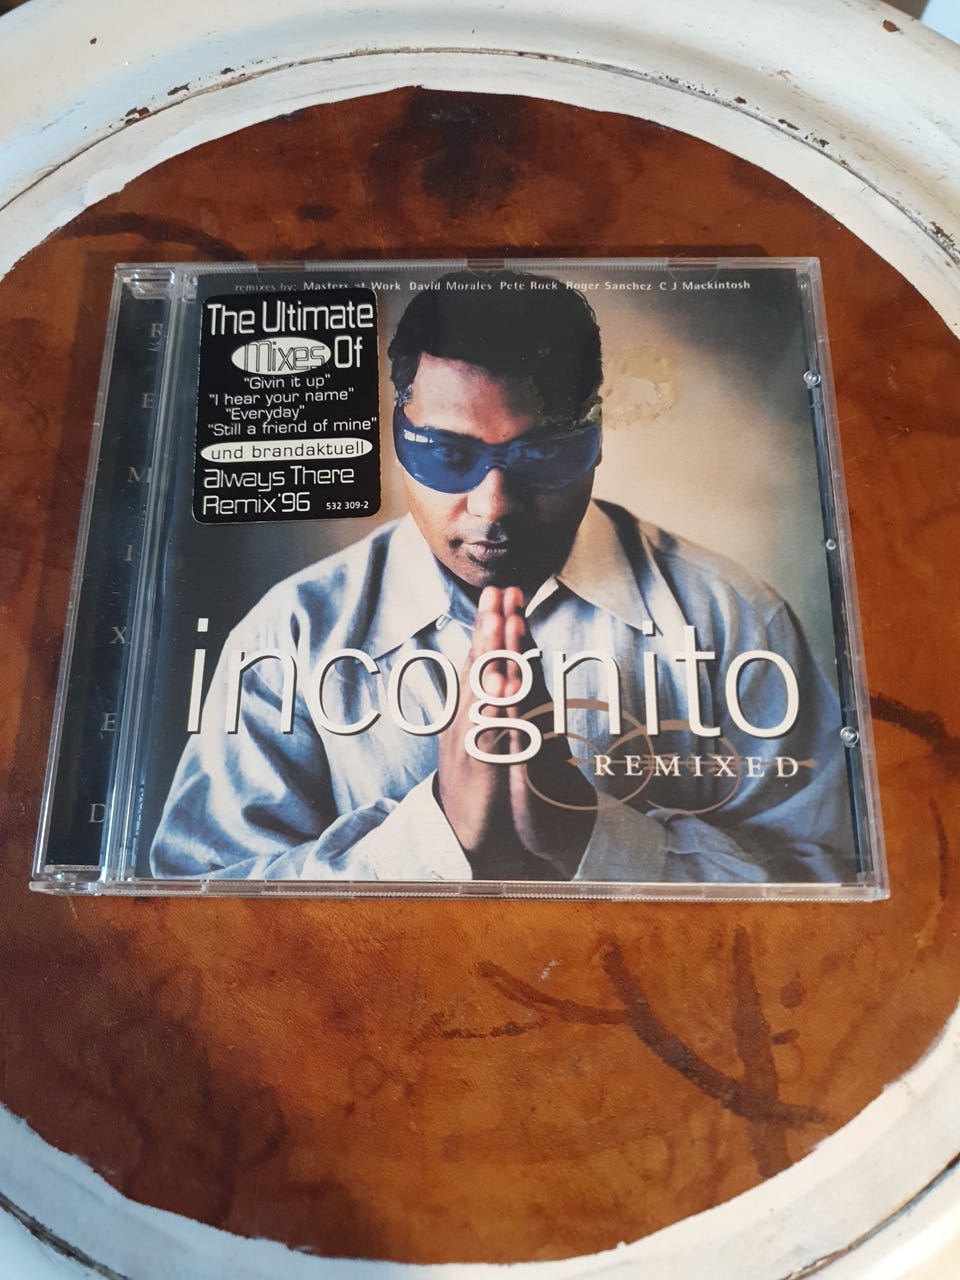 remixes by: Masters at Work David Morales Pete Rock Roger Sanchez C J Mackintosh
The Ultimate
Mixes Of
"Givin it up"
"I hear your name"
"Everyday"
"Still a friend of mine"
und brandaktuell
always There
Remix'96 532 309-2
incognito
REMIXED
REMIXED